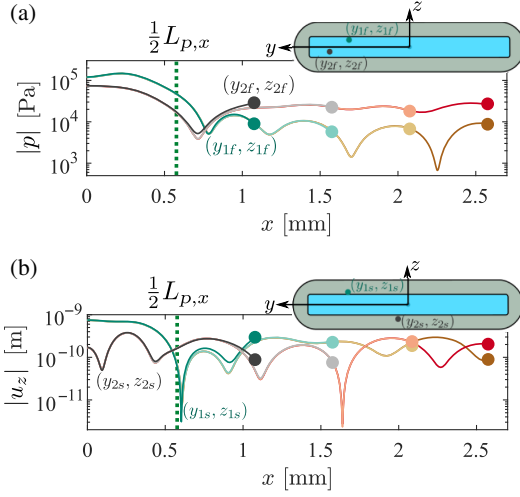 (a)
½ L_{p,x}
z
(y_{1f}, z_{1f})
y
(y_{2f}, z_{2f})
|p| [Pa]
10^5
10^4
10^3
(y_{2f}, z_{2f})
(y_{1f}, z_{1f})
0 0.5 1 1.5 2 2.5
x [mm]
(b)
½ L_{p,x}
z
(y_{1s}, z_{1s})
y
(y_{2s}, z_{2s})
|u_z| [m]
10^{-9}
10^{-10}
10^{-11}
(y_{2s}, z_{2s})
(y_{1s}, z_{1s})
0 0.5 1 1.5 2 2.5
x [mm]